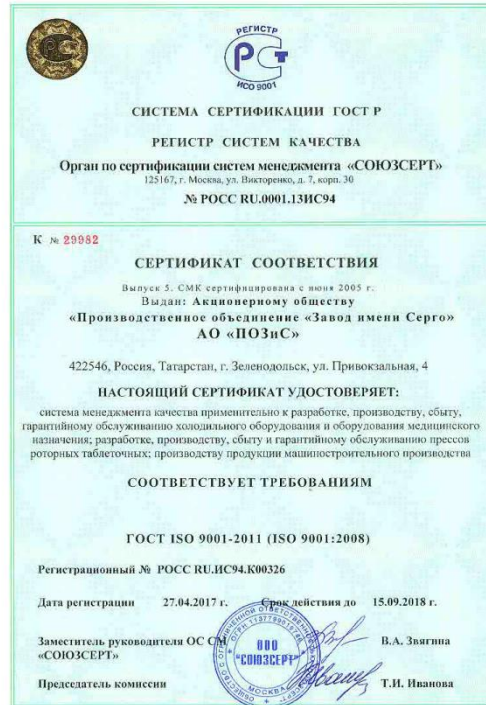 РЕГИСТР
РСТ
ИСО 9001
СИСТЕМА СЕРТИФИКАЦИИ ГОСТ Р
РЕГИСТР СИСТЕМ КАЧЕСТВА
Орган по сертификации систем менеджмента «СОЮЗСЕРТ»
125167, г. Москва, ул. Викторенко, д. 7, корп. 30
№ РОСС RU.0001.13ИС94
К № 29982
СЕРТИФИКАТ СООТВЕТСТВИЯ
Выпуск 5. СМК сертифицирована с июня 2005 г.
Выдан: Акционерному обществу
«Производственное объединение «Завод имени Серго»
АО «ПОЗиС»
422546, Россия, Татарстан, г. Зеленодольск, ул. Привокзальная, 4
НАСТОЯЩИЙ СЕРТИФИКАТ УДОСТОВЕРЯЕТ:
система менеджмента качества применительно к разработке, производству, сбыту,
гарантийному обслуживанию холодильного оборудования и оборудования медицинского
назначения; разработке, производству, сбыту и гарантийному обслуживанию прессов
роторных таблеточных; производству продукции машиностроительного производства
СООТВЕТСТВУЕТ ТРЕБОВАНИЯМ
ГОСТ ISO 9001-2011 (ISO 9001:2008)
Регистрационный № РОСС RU.ИС94.К00326
Дата регистрации 27.04.2017 г. Срок действия до 15.09.2018 г.
Заместитель руководителя ОС СМ
«СОЮЗСЕРТ»
В.А. Звягина
ООО
"СОЮЗСЕРТ"
МОСКВА
Председатель комиссии Т.И. Иванова